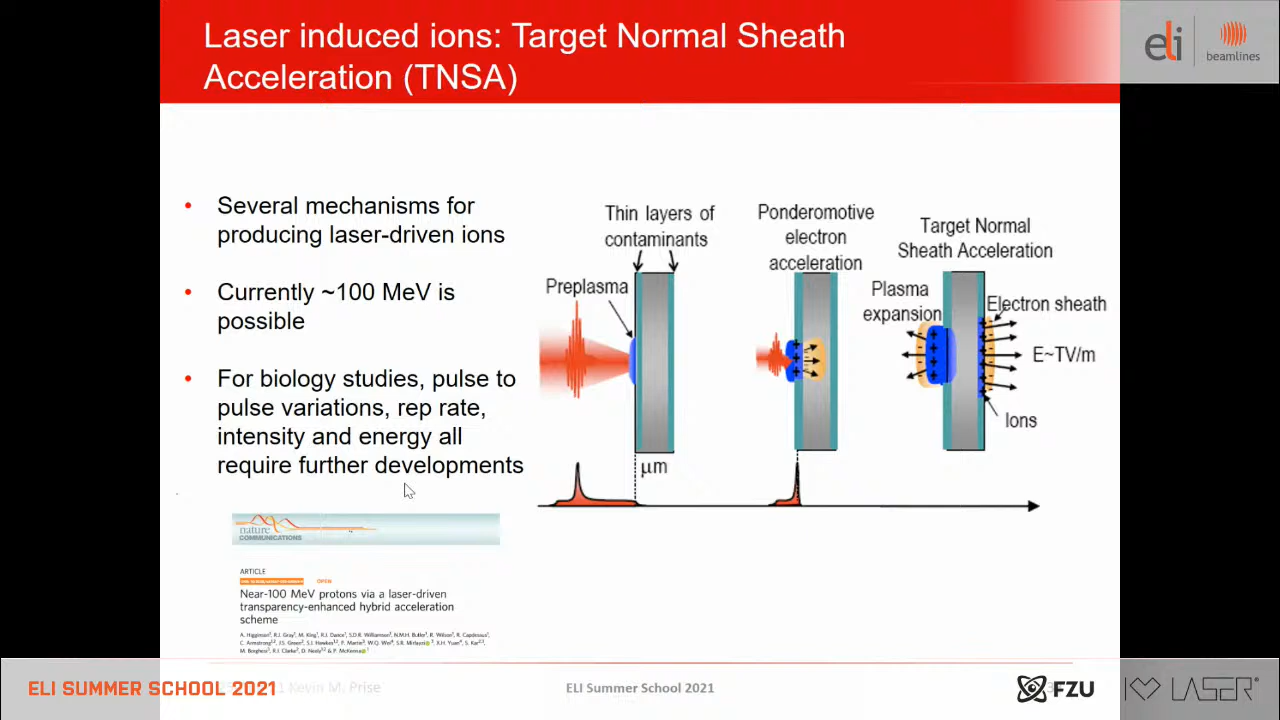 Laser induced ions: Target Normal Sheath
Acceleration (TNSA)
eli
beamlines
• Several mechanisms for
producing laser-driven ions
• Currently ~100 MeV is
possible
• For biology studies, pulse to
pulse variations, rep rate,
intensity and energy all
require further developments
Thin layers of
contaminants
Preplasma
μm
Ponderomotive
electron
acceleration
Target Normal
Sheath Acceleration
Plasma
expansion
Electron sheath
E~TV/m
Ions
nature
COMMUNICATIONS
ARTICLE
OPEN
Near-100 MeV protons via a laser-driven
transparency-enhanced hybrid acceleration
scheme
ELI SUMMER SCHOOL 2021
Kevin M. Prise
ELI Summer School 2021
FZU
LASER